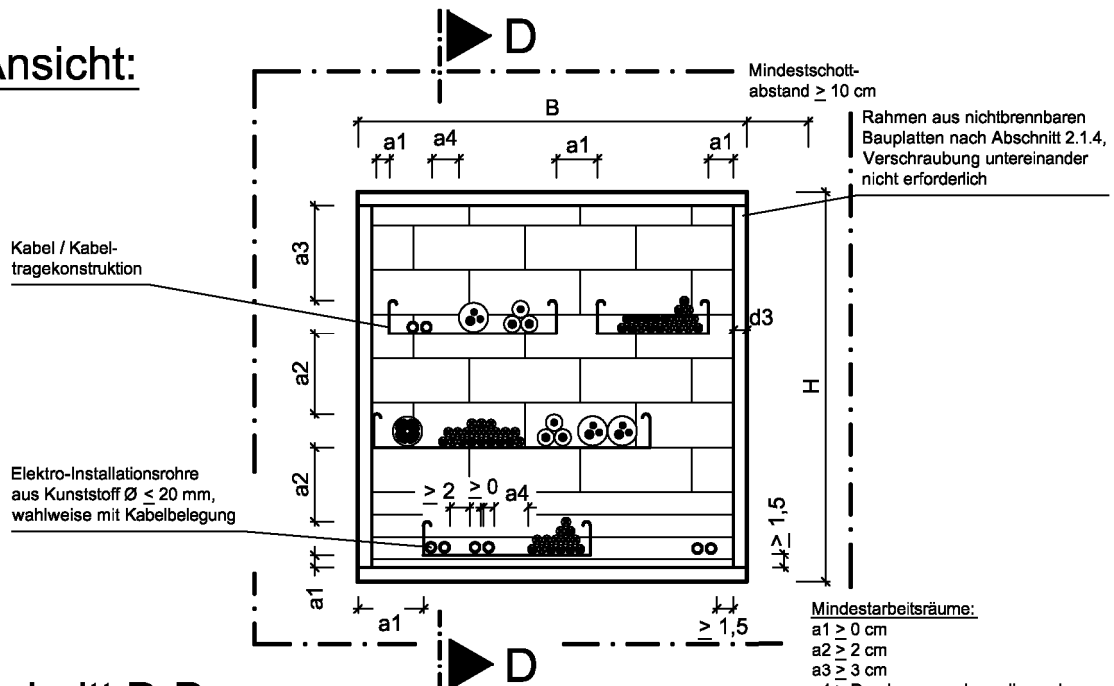 Ansicht:
D
Mindestschott-
abstand ≥ 10 cm
B
Rahmen aus nichtbrennbaren
Bauplatten nach Abschnitt 2.1.4,
Verschraubung untereinander
nicht erforderlich
a1
a4
a1
a1
Kabel / Kabel-
tragekonstruktion
a3
d3
a2
H
Elektro-Installationsrohre
aus Kunststoff Ø ≤ 20 mm,
wahlweise mit Kabelbelegung
a2
≥ 2
≥ 0
a4
≥ 1,5
a1
a1
≥ 1,5
D
Mindestarbeitsräume:
a1 ≥ 0 cm
a2 ≥ 2 cm
a3 ≥ 3 cm